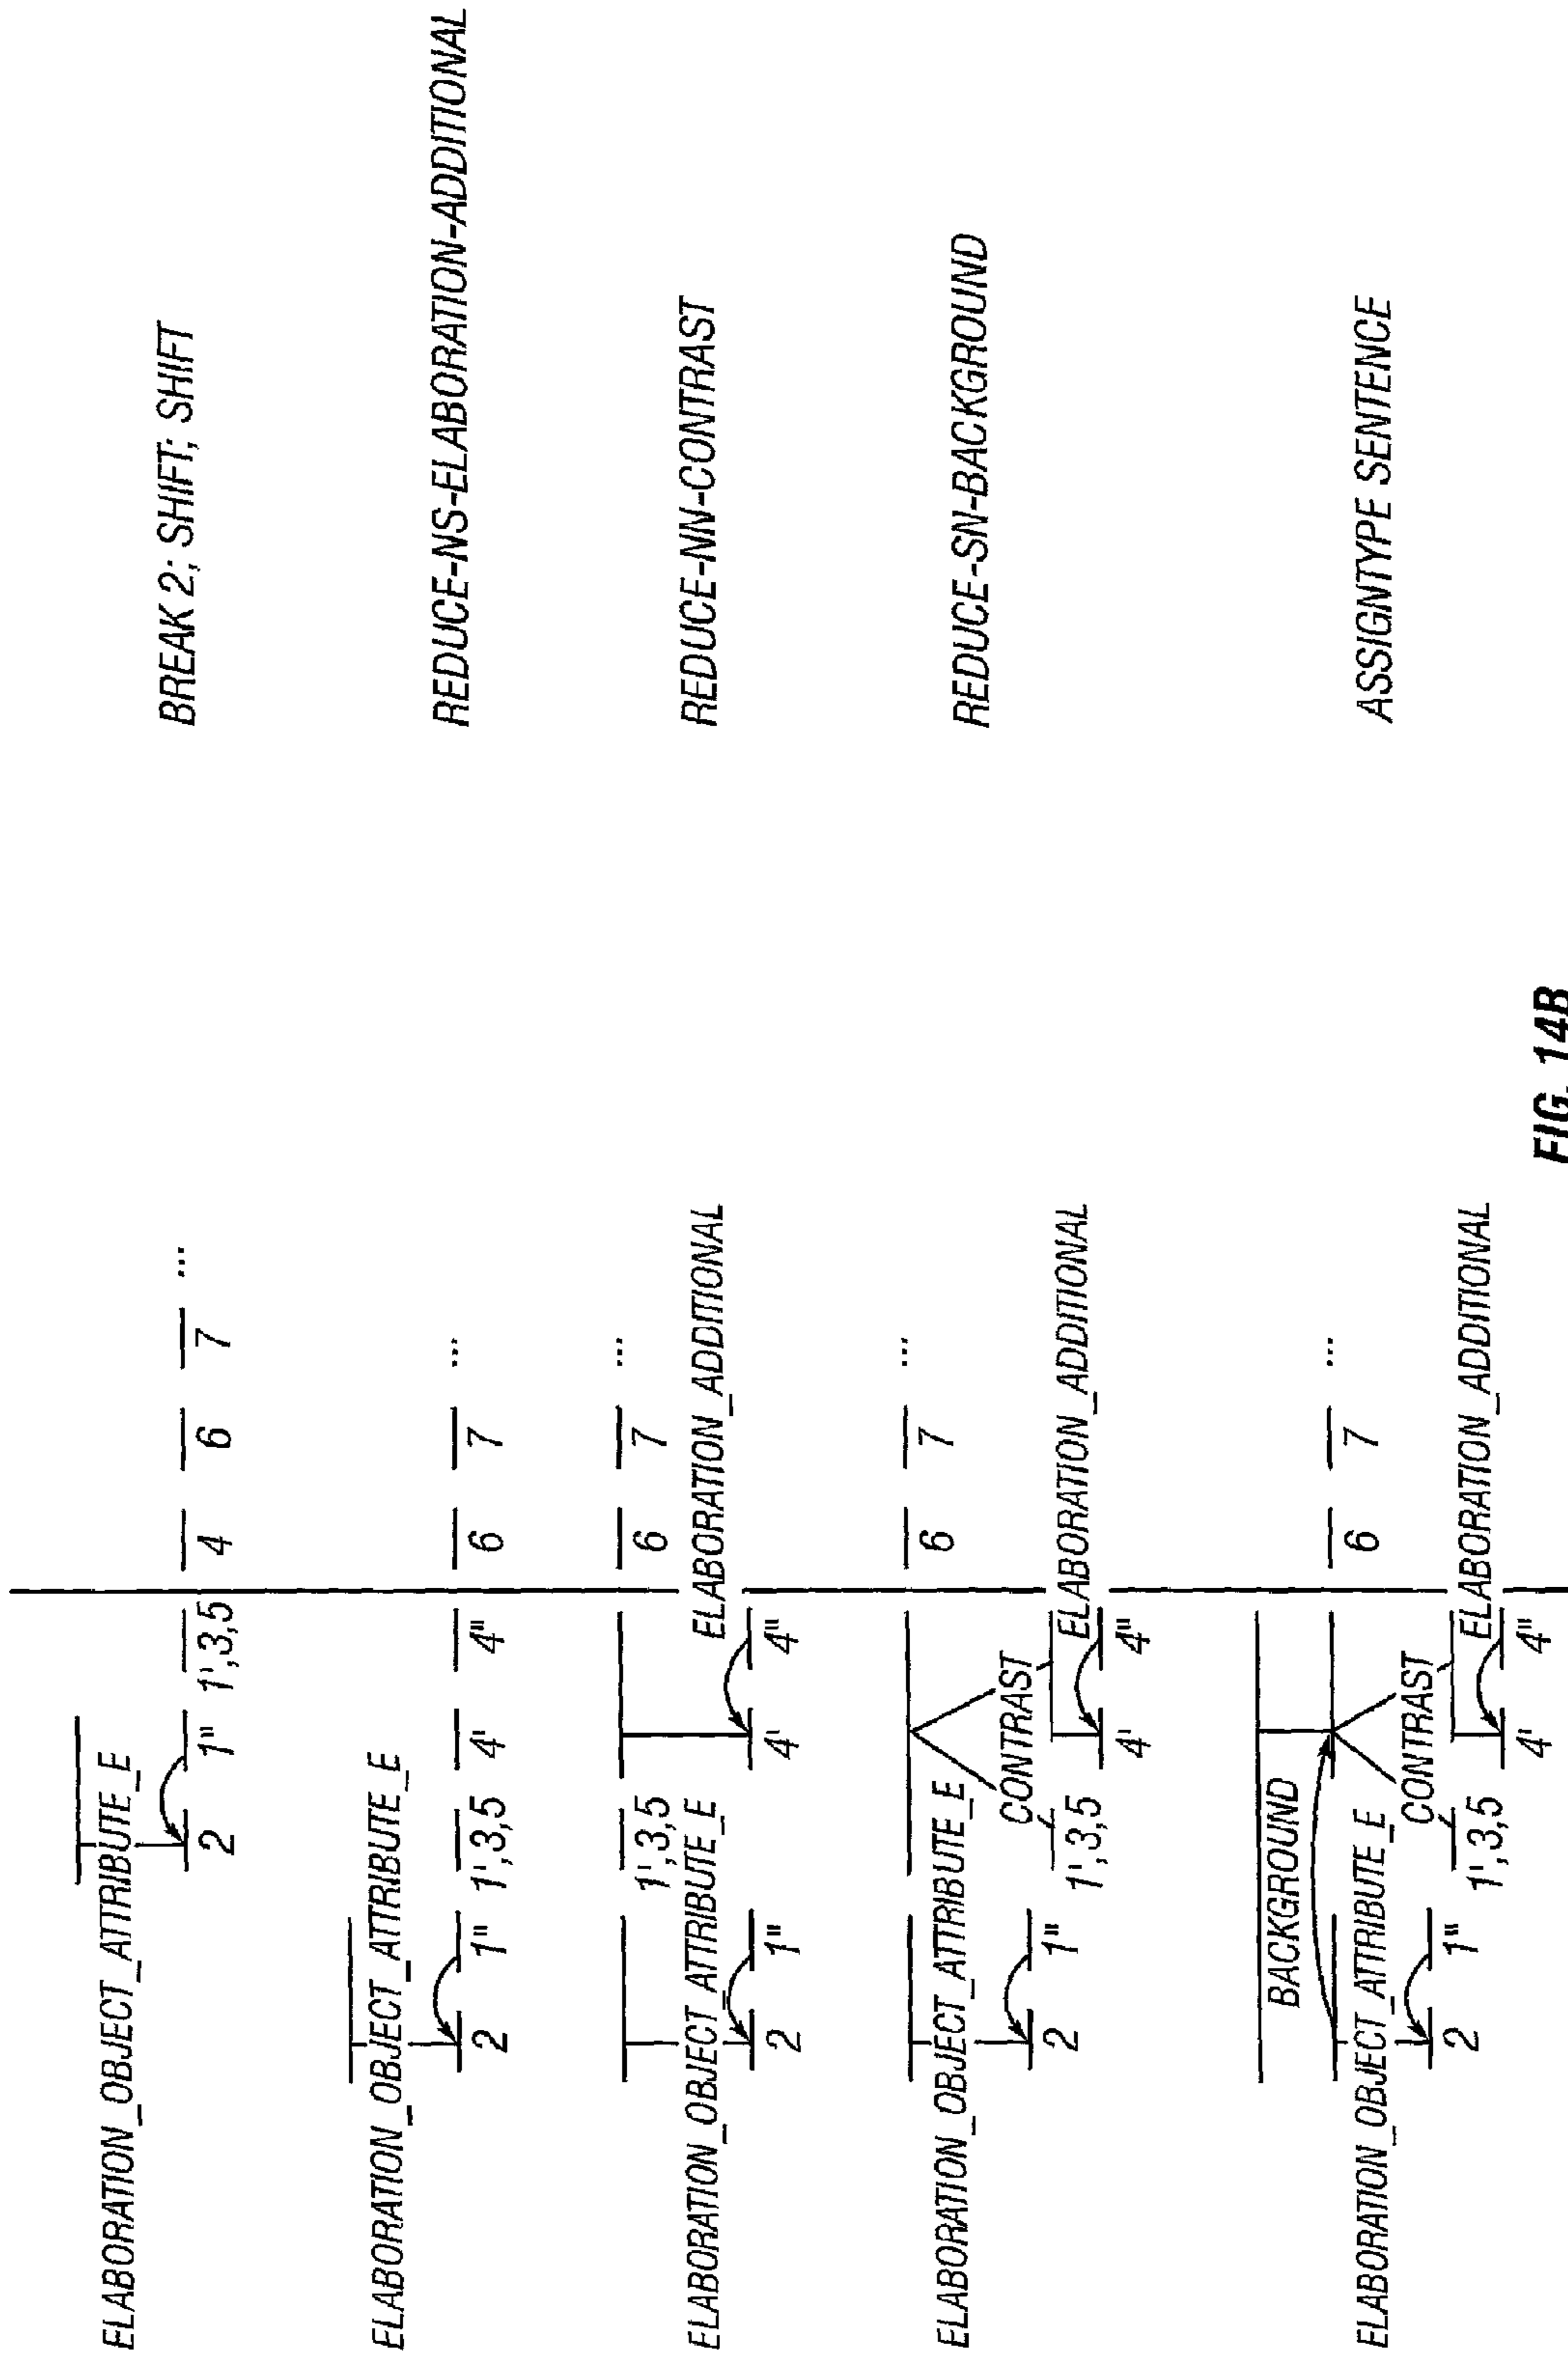 ELABORATION_OBJECT_ATTRIBUTE_E
2 1" 1',3,5 4 6 7 ...
BREAK 2; SHIFT; SHIFT
ELABORATION_OBJECT_ATTRIBUTE_E
2 1" 1',3,5 4' 4" 6 7 ...
REDUCE-NS-ELABORATION-ADDITIONAL
1',3,5 6 7 ...
ELABORATION_OBJECT_ATTRIBUTE_E ELABORATION_ADDITIONAL
2 1" 4' 4"
REDUCE-NN-CONTRAST
6 7 ...
ELABORATION_OBJECT_ATTRIBUTE_E
CONTRAST
ELABORATION_ADDITIONAL
2 1" 1',3,5 4' 4"
REDUCE-SN-BACKGROUND
BACKGROUND
6 7 ...
ELABORATION_OBJECT_ATTRIBUTE_E
CONTRAST
ELABORATION_ADDITIONAL
2 1" 1',3,5 4' 4"
ASSIGNTYPE SENTENCE
FIG. 14B